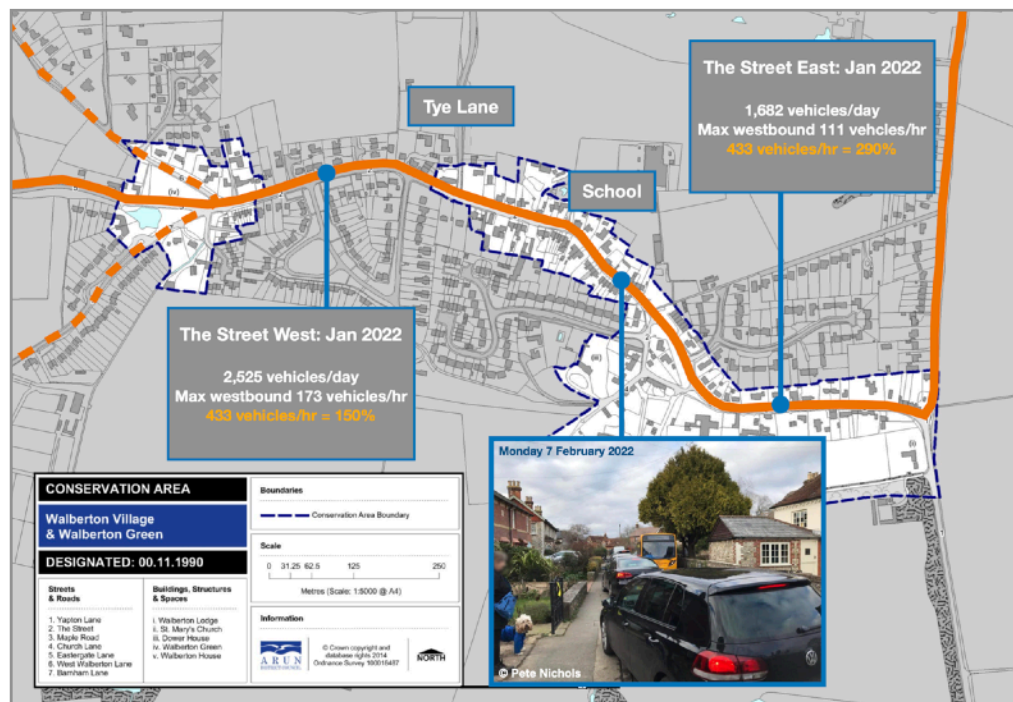 The Street East: Jan 2022
1,682 vehicles/day
Max westbound 111 vehcles/hr
433 vehicles/hr = 290%
Tye Lane
School
(iv)
The Street West: Jan 2022
2,525 vehicles/day
Max westbound 173 vehicles/hr
433 vehicles/hr = 150%
(iii)
(i)
Monday 7 February 2022
© Pete Nichols
CONSERVATION AREA
Walberton Village
& Walberton Green
DESIGNATED: 00.11.1990
Streets
& Roads
1. Yapton Lane
2. The Street
3. Maple Road
4. Church Lane
5. Eastergate Lane
6. West Walberton Lane
7. Barnham Lane
Buildings, Structures
& Spaces
i. Walberton Lodge
ii. St. Mary's Church
iii. Dower House
iv. Walberton Green
v. Walberton House
Boundaries
Conservation Area Boundary
Scale
0 31.25 62.5 125 250
Metres (Scale: 1:5000 @ A4)
Information
ARUN
DISTRICT COUNCIL
© Crown copyright and
database rights 2014
Ordnance Survey 100018487
NORTH